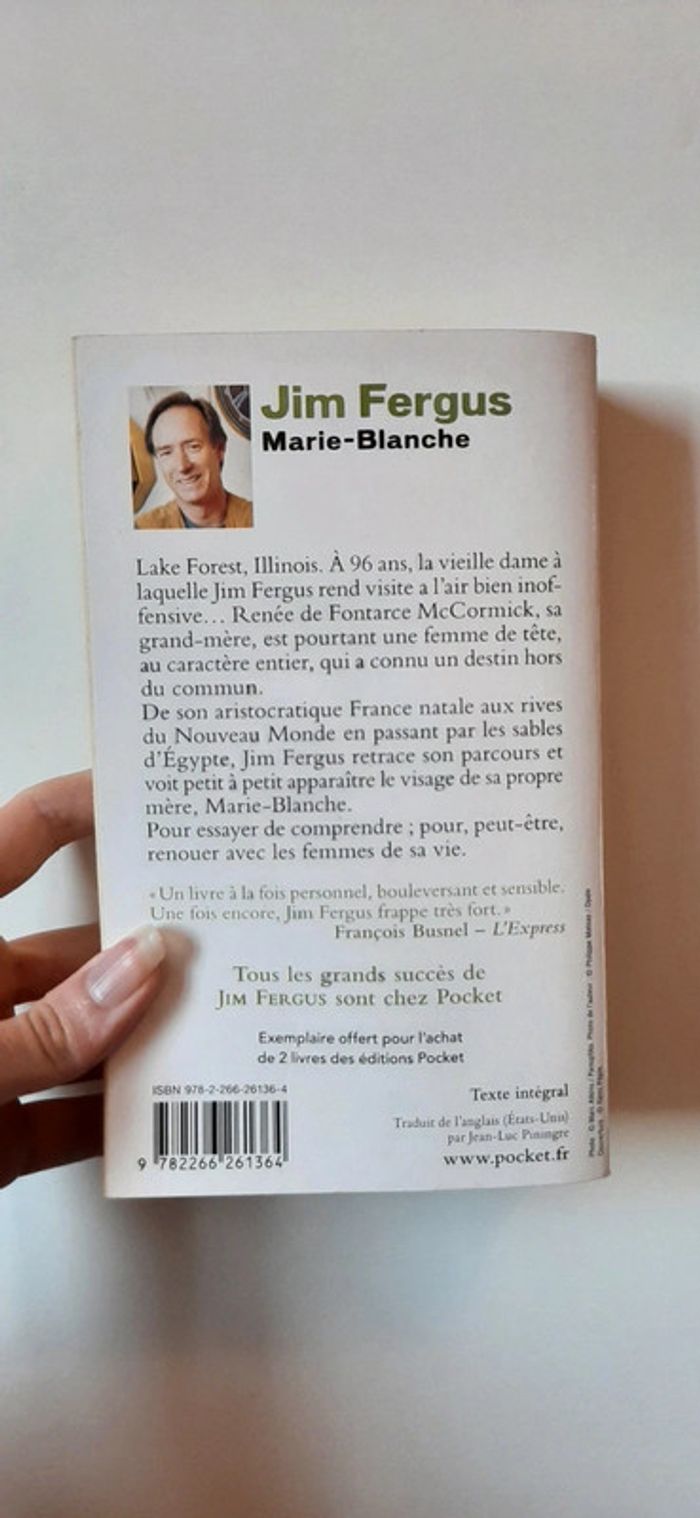 Jim Fergus
Marie-Blanche
Lake Forest, Illinois. À 96 ans, la vieille dame à
laquelle Jim Fergus rend visite a l'air bien inof-
fensive... Renée de Fontarce McCormick, sa
grand-mère, est pourtant une femme de tête,
au caractère entier, qui a connu un destin hors
du commun.
De son aristocratique France natale aux rives
du Nouveau Monde en passant par les sables
d'Égypte, Jim Fergus retrace son parcours et
voit petit à petit apparaître le visage de sa propre
mère, Marie-Blanche.
Pour essayer de comprendre ; pour, peut-être,
renouer avec les femmes de sa vie.
« Un livre à la fois personnel, bouleversant et sensible.
Une fois encore, Jim Fergus frappe très fort. »
François Busnel – L'Express
Tous les grands succès de
JIM FERGUS sont chez Pocket
Exemplaire offert pour l'achat
de 2 livres des éditions Pocket
ISBN 978-2-266-26136-4
9 782266 261364
Texte intégral
Traduit de l'anglais (États-Unis)
par Jean-Luc Piningre
www.pocket.fr